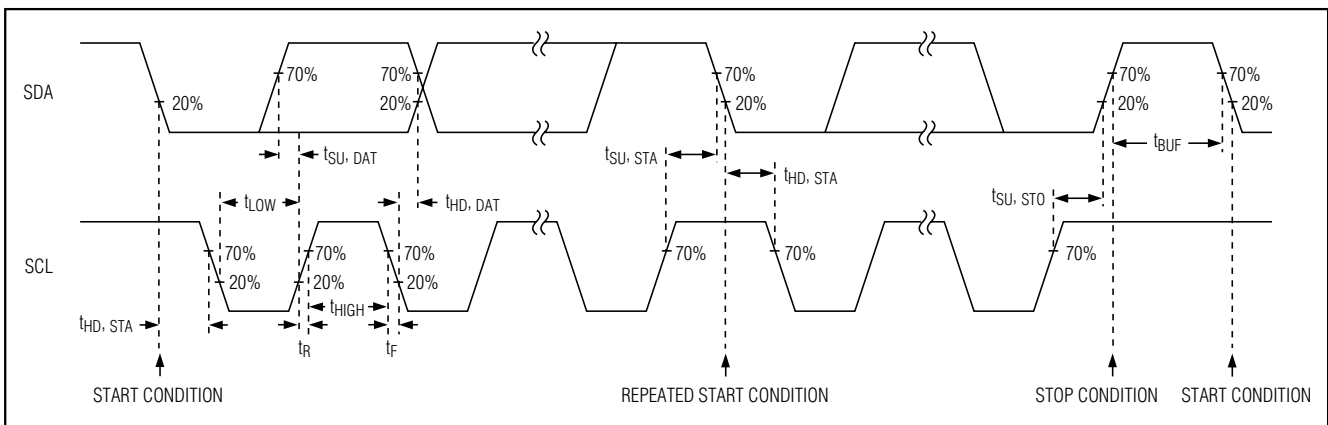 SDA
20%
70%
70%
20%
70%
20%
70%
20%
70%
20%
tSU, DAT
tSU, STA
tHD, STA
tBUF
tLOW
tHD, DAT
tSU, STO
SCL
70%
20%
70%
20%
70%
20%
70%
70%
70%
tHIGH
tHD, STA
tR
tF
START CONDITION
REPEATED START CONDITION
STOP CONDITION
START CONDITION